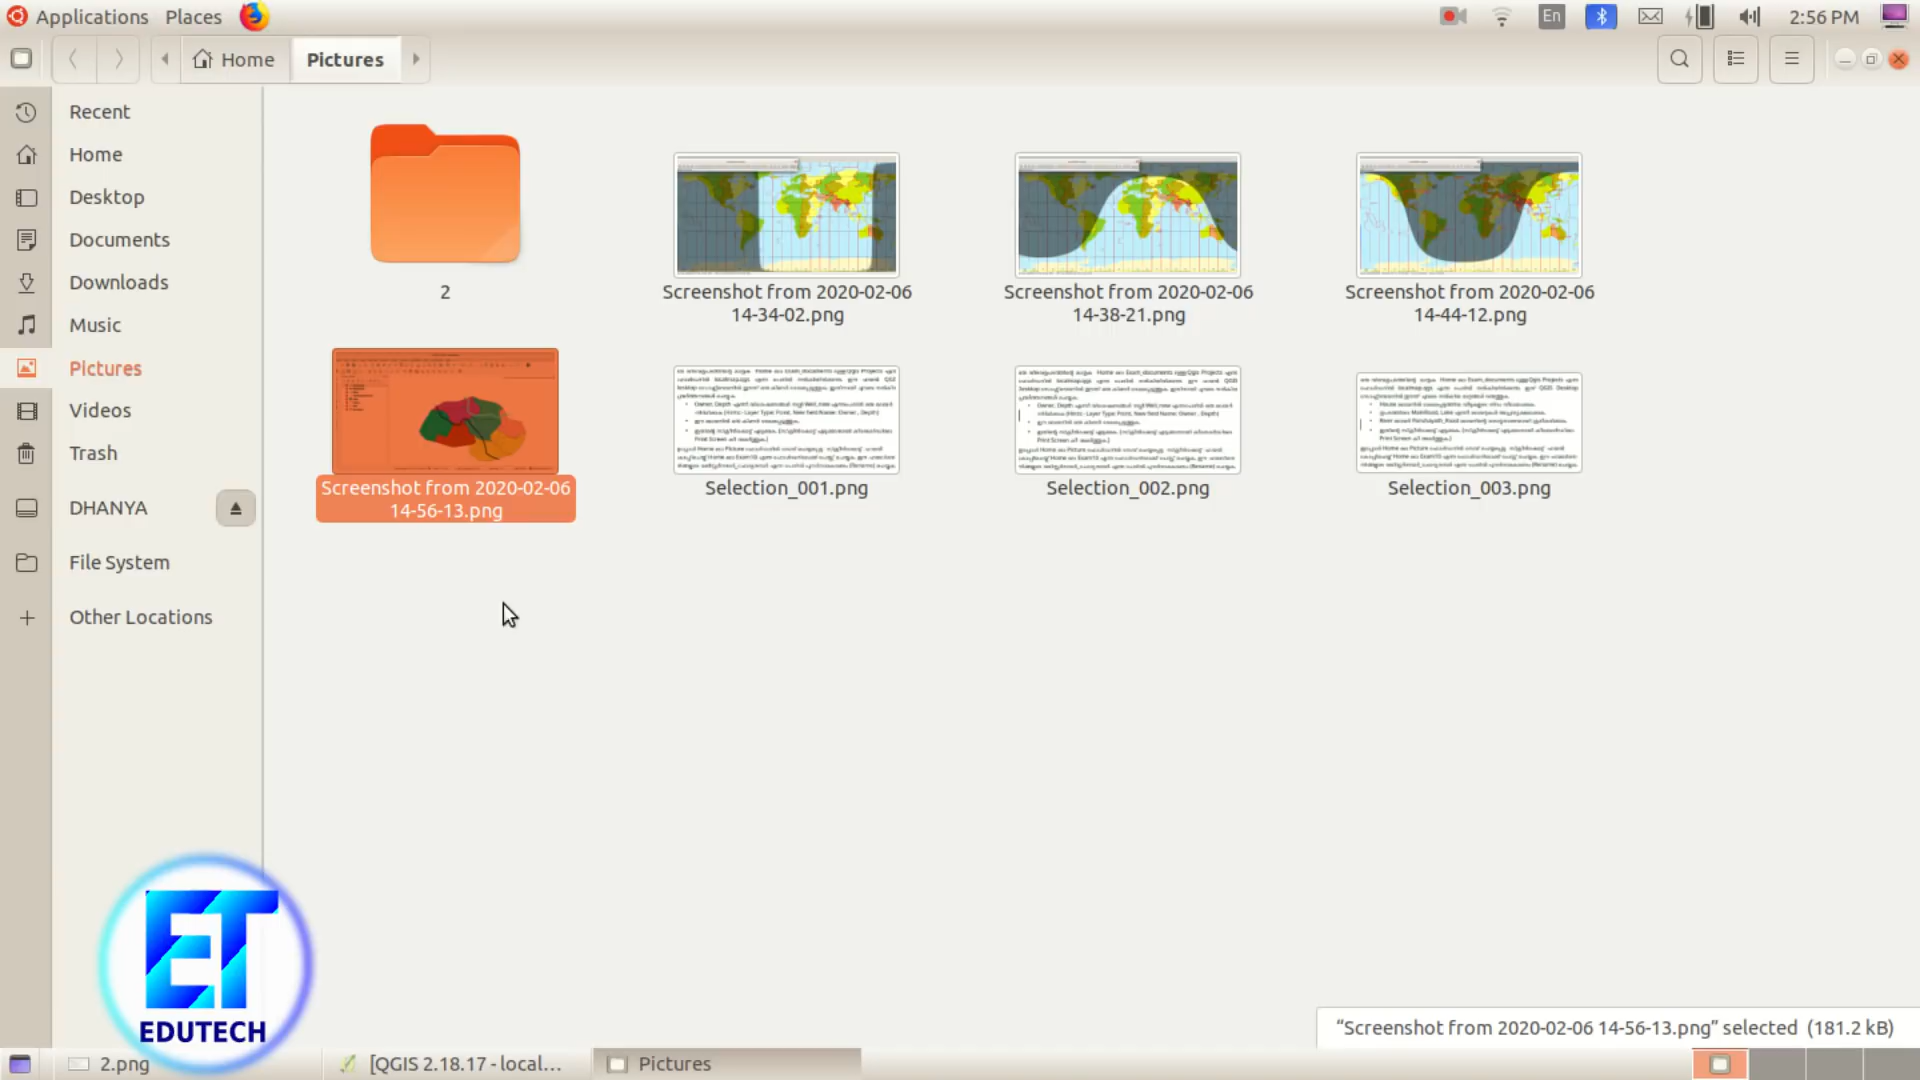 Applications Places En 2:56 PM
Home Pictures
Recent
Home
Desktop
Documents
Downloads
Music
Pictures
Videos
Trash
DHANYA
File System
Other Locations
2
Screenshot from 2020-02-06
14-34-02.png
Screenshot from 2020-02-06
14-38-21.png
Screenshot from 2020-02-06
14-44-12.png
Screenshot from 2020-02-06
14-56-13.png
Selection_001.png
Selection_002.png
Selection_003.png
ET
EDUTECH
“Screenshot from 2020-02-06 14-56-13.png” selected (181.2 kB)
2.png [QGIS 2.18.17 - local... Pictures